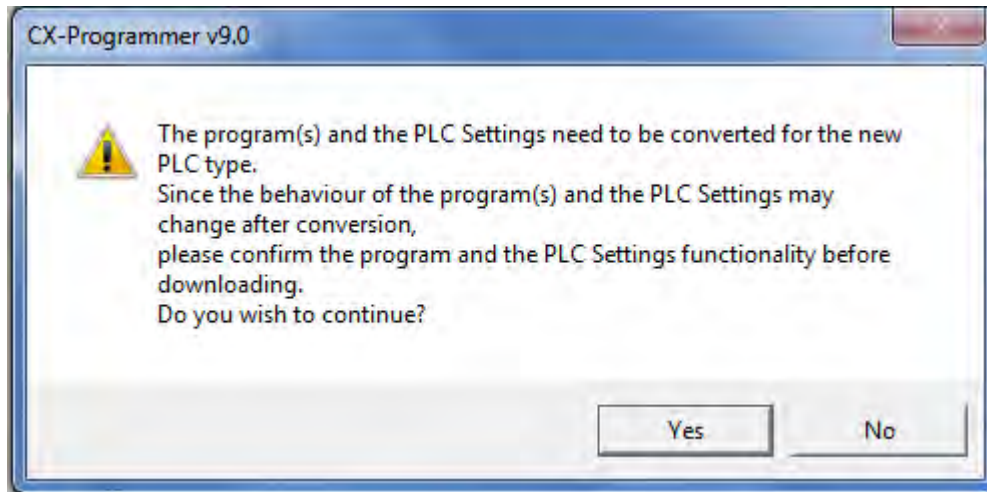 CX-Programmer v9.0
The program(s) and the PLC Settings need to be converted for the new
PLC type.
Since the behaviour of the program(s) and the PLC Settings may
change after conversion,
please confirm the program and the PLC Settings functionality before
downloading.
Do you wish to continue?
Yes No